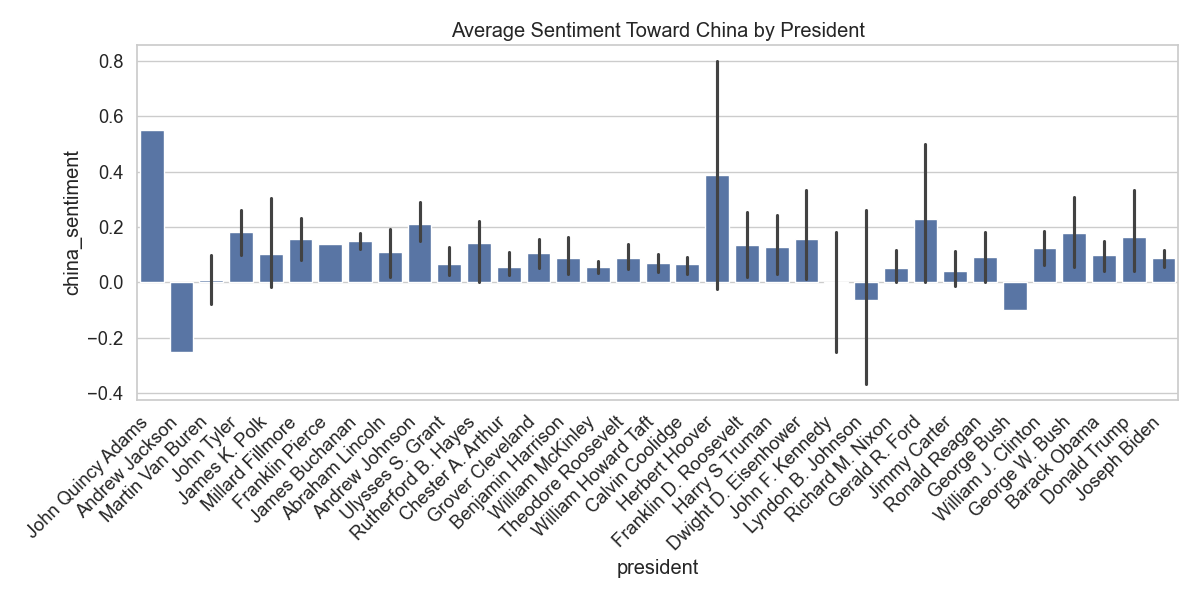 Average Sentiment Toward China by President
china_sentiment
0.8
0.6
0.4
0.2
0.0
−0.2
−0.4
John Quincy Adams
Andrew Jackson
Martin Van Buren
John Tyler
James K. Polk
Millard Fillmore
Franklin Pierce
James Buchanan
Abraham Lincoln
Andrew Johnson
Ulysses S. Grant
Rutherford B. Hayes
Chester A. Arthur
Grover Cleveland
Benjamin Harrison
William McKinley
Theodore Roosevelt
William Howard Taft
Calvin Coolidge
Herbert Hoover
Franklin D. Roosevelt
Harry S Truman
Dwight D. Eisenhower
John F. Kennedy
Lyndon B. Johnson
Richard M. Nixon
Gerald R. Ford
Jimmy Carter
Ronald Reagan
George Bush
William J. Clinton
George W. Bush
Barack Obama
Donald Trump
Joseph Biden
president